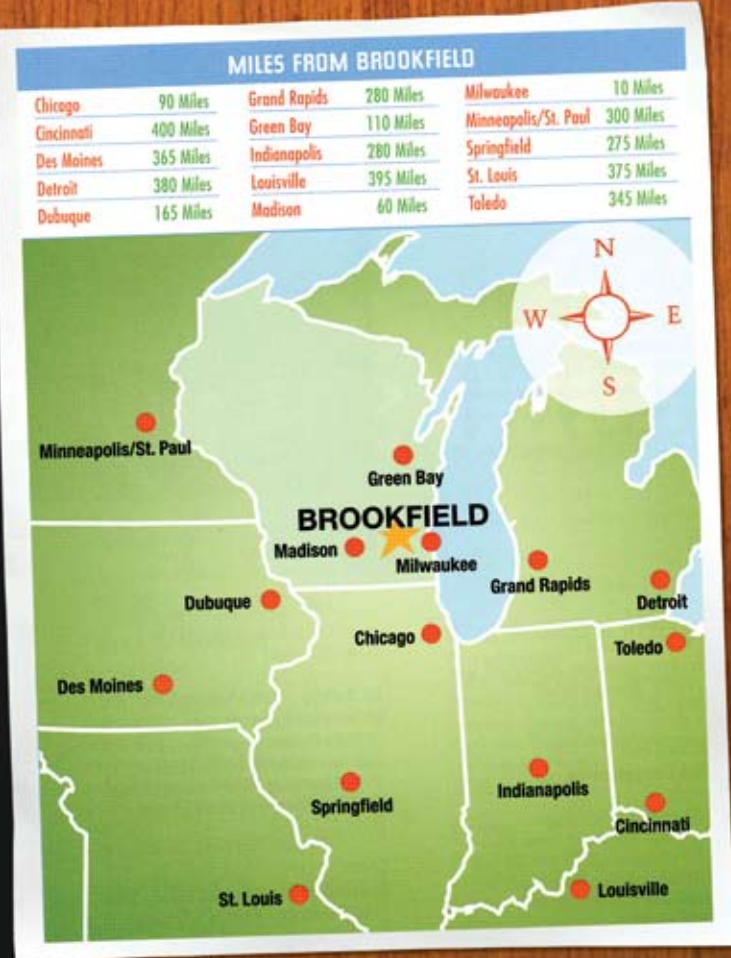 MILES FROM BROOKFIELD
Chicago 90 Miles
Cincinnati 400 Miles
Des Moines 365 Miles
Detroit 380 Miles
Dubuque 165 Miles
Grand Rapids 280 Miles
Green Bay 110 Miles
Indianapolis 280 Miles
Louisville 395 Miles
Madison 60 Miles
Milwaukee 10 Miles
Minneapolis/St. Paul 300 Miles
Springfield 275 Miles
St. Louis 375 Miles
Toledo 345 Miles
N
W E
S
Minneapolis/St. Paul
Green Bay
BROOKFIELD
Madison
Milwaukee
Grand Rapids
Dubuque
Detroit
Chicago
Toledo
Des Moines
Springfield
Indianapolis
Cincinnati
St. Louis
Louisville